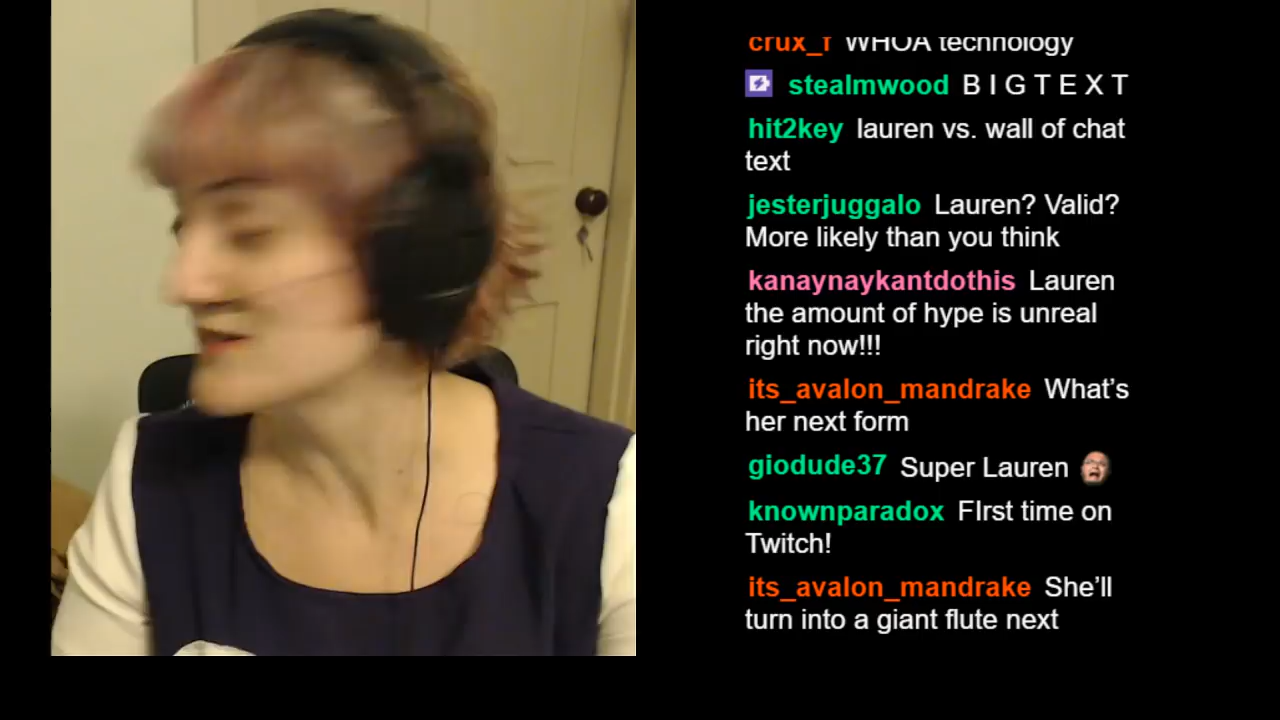 crux_f WHOA technology
stealmwood B I G T E X T
hit2key lauren vs. wall of chat
text
jesterjuggalo Lauren? Valid?
More likely than you think
kanaynaykantdothis Lauren
the amount of hype is unreal
right now!!!
its_avalon_mandrake What's
her next form
giodude37 Super Lauren
knownparadox FIrst time on
Twitch!
its_avalon_mandrake She'll
turn into a giant flute next